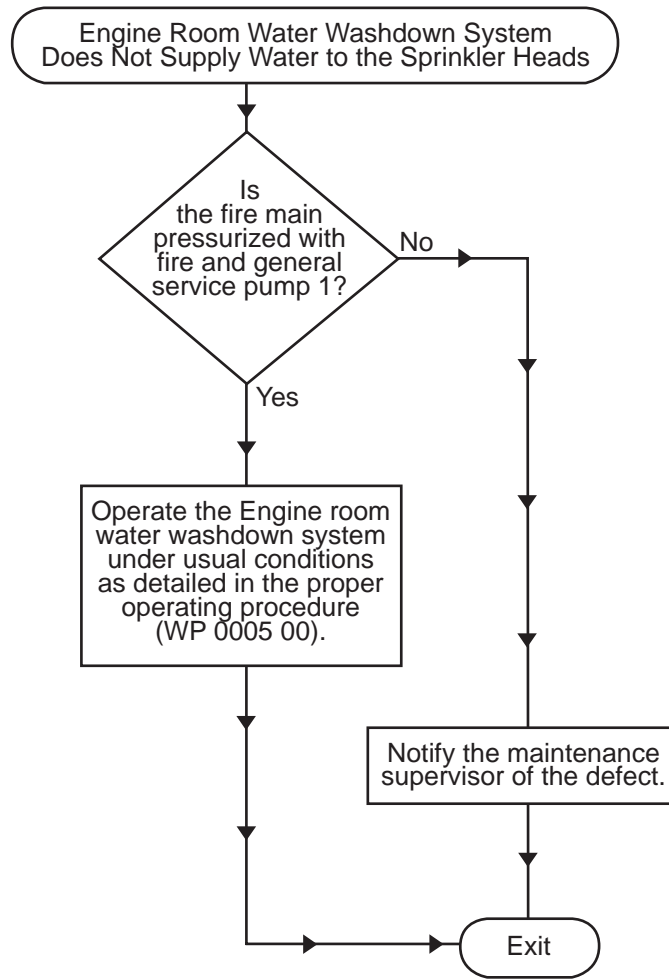 Engine Room Water Washdown System
Does Not Supply Water to the Sprinkler Heads
Is
the fire main
pressurized with
fire and general
service pump 1?
No
Yes
Operate the Engine room
water washdown system
under usual conditions
as detailed in the proper
operating procedure
(WP 0005 00).
Notify the maintenance
supervisor of the defect.
Exit